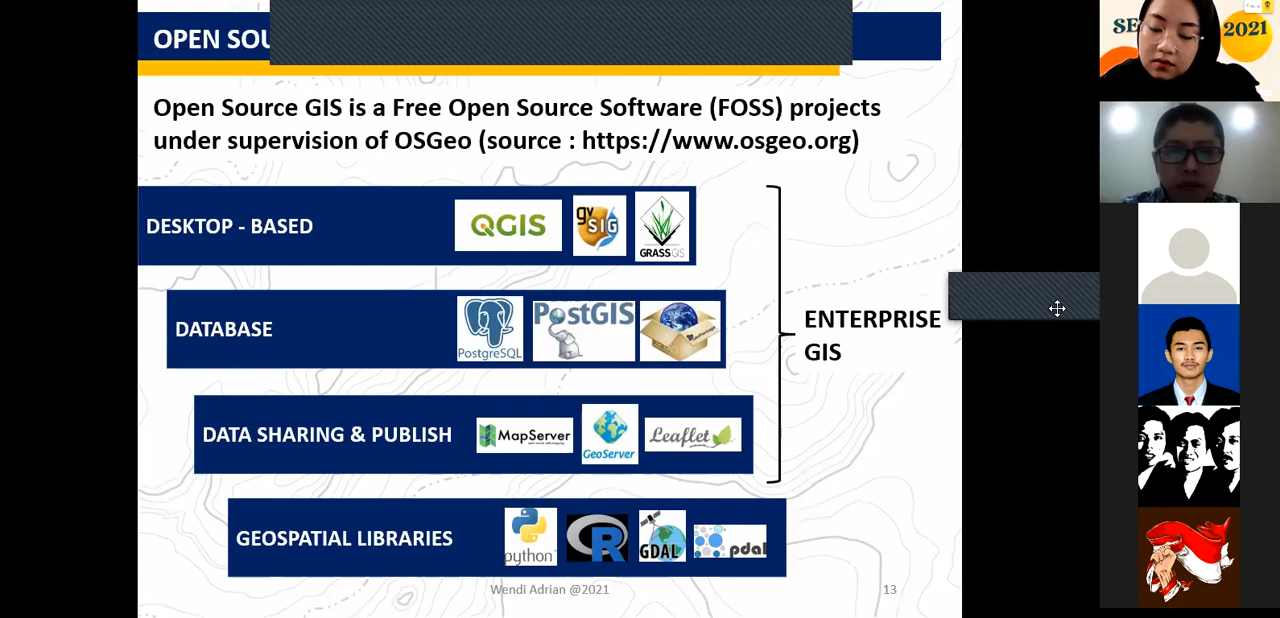 OPEN SOU
Open Source GIS is a Free Open Source Software (FOSS) projects
under supervision of OSGeo (source : https://www.osgeo.org)
DESKTOP - BASED
QGIS
gv
SIG
GRASS GIS
DATABASE
PostgreSQL
PostGIS
ENTERPRISE
GIS
DATA SHARING & PUBLISH
MapServer
GeoServer
Leaflet
GEOSPATIAL LIBRARIES
python
R
GDAL
pdal
Wendi Adrian @2021
13
SE
2021